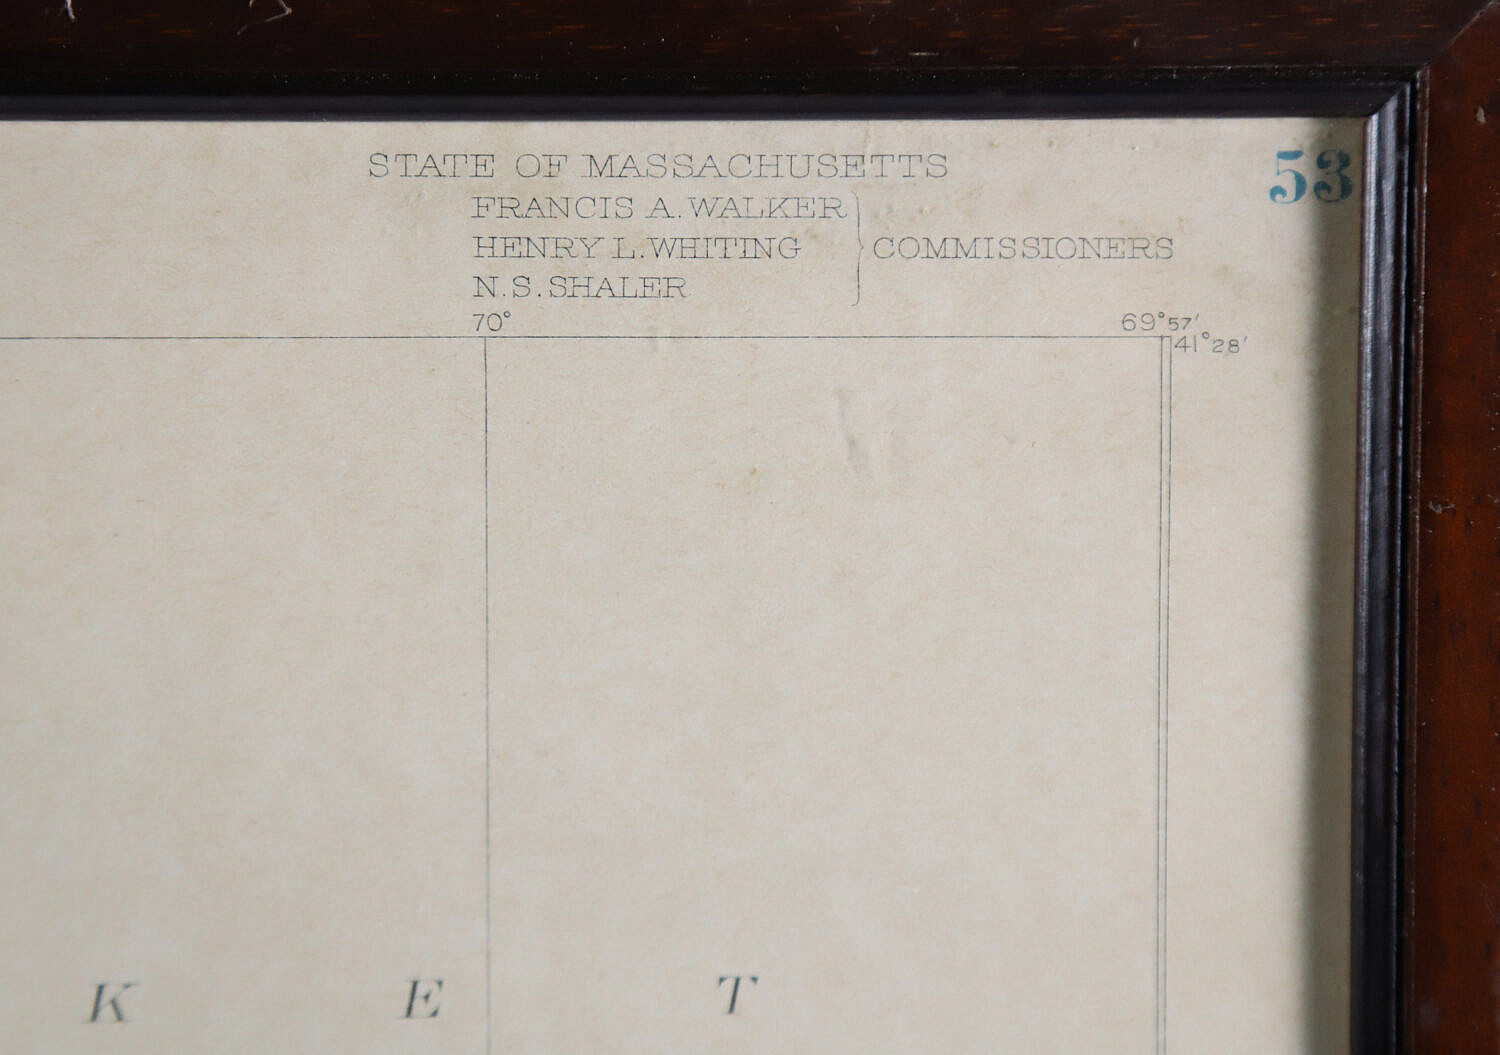 STATE OF MASSACHUSETTS
53
FRANCIS A. WALKER
HENRY L. WHITING
COMMISSIONERS
N. S. SHALER
70°
69°57′
41°28′
K E T